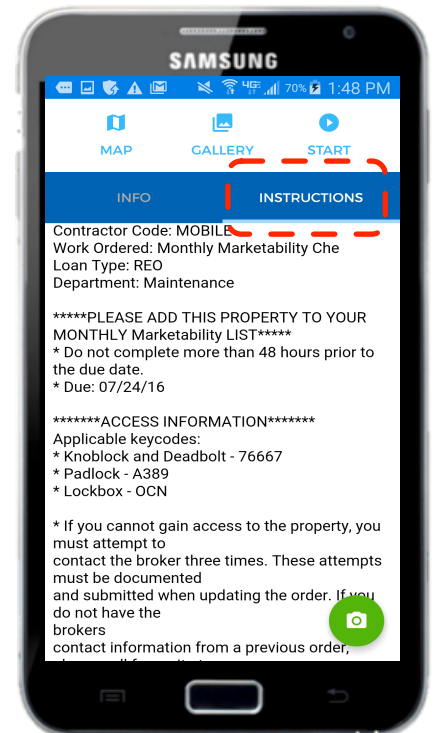 SAMSUNG
70% 1:48 PM
MAP GALLERY START
INFO INSTRUCTIONS
Contractor Code: MOBILE
Work Ordered: Monthly Marketability Che
Loan Type: REO
Department: Maintenance
*****PLEASE ADD THIS PROPERTY TO YOUR
MONTHLY Marketability LIST*****
* Do not complete more than 48 hours prior to
the due date.
* Due: 07/24/16
*******ACCESS INFORMATION*******
Applicable keycodes:
* Knoblock and Deadbolt - 76667
* Padlock - A389
* Lockbox - OCN
* If you cannot gain access to the property, you
must attempt to
contact the broker three times. These attempts
must be documented
and submitted when updating the order. If you
do not have the
brokers
contact information from a previous order,